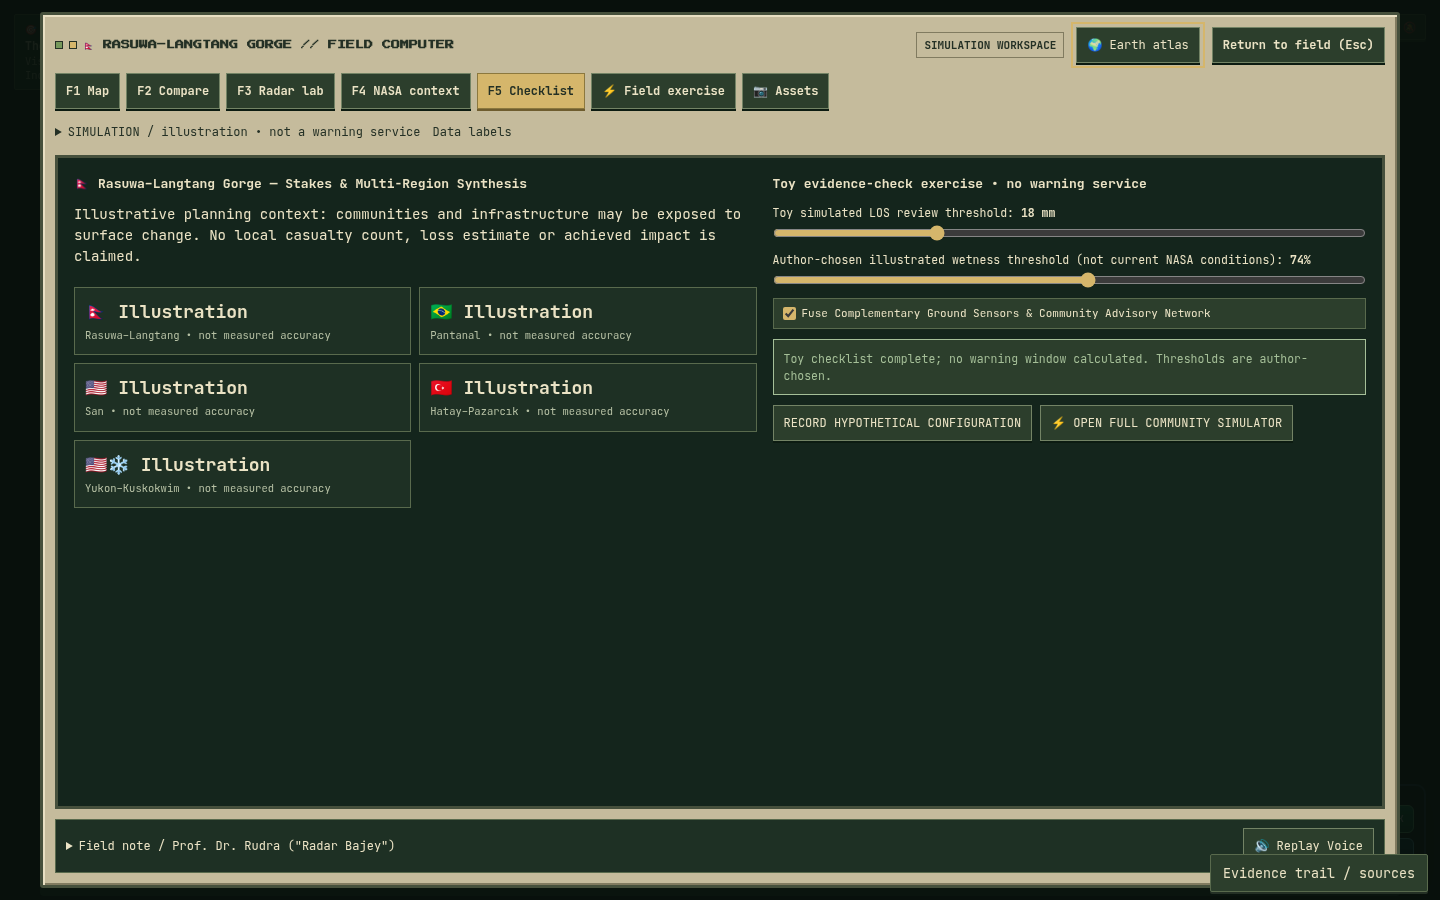 RASUWA-LANGTANG GORGE // FIELD COMPUTER
SIMULATION WORKSPACE
Earth atlas
Return to field (Esc)
F1 Map
F2 Compare
F3 Radar lab
F4 NASA context
F5 Checklist
Field exercise
Assets
SIMULATION / illustration • not a warning service Data labels
Rasuwa–Langtang Gorge — Stakes & Multi-Region Synthesis
Illustrative planning context: communities and infrastructure may be exposed to
surface change. No local casualty count, loss estimate or achieved impact is
claimed.
Illustration
Rasuwa–Langtang • not measured accuracy
Illustration
Pantanal • not measured accuracy
Illustration
San • not measured accuracy
Illustration
Hatay–Pazarcık • not measured accuracy
Illustration
Yukon–Kuskokwim • not measured accuracy
Toy evidence-check exercise • no warning service
Toy simulated LOS review threshold: 18 mm
Author-chosen illustrated wetness threshold (not current NASA conditions): 74%
Fuse Complementary Ground Sensors & Community Advisory Network
Toy checklist complete; no warning window calculated. Thresholds are author-
chosen.
RECORD HYPOTHETICAL CONFIGURATION
OPEN FULL COMMUNITY SIMULATOR
Field note / Prof. Dr. Rudra ("Radar Bajey")
Replay Voice
Evidence trail / sources